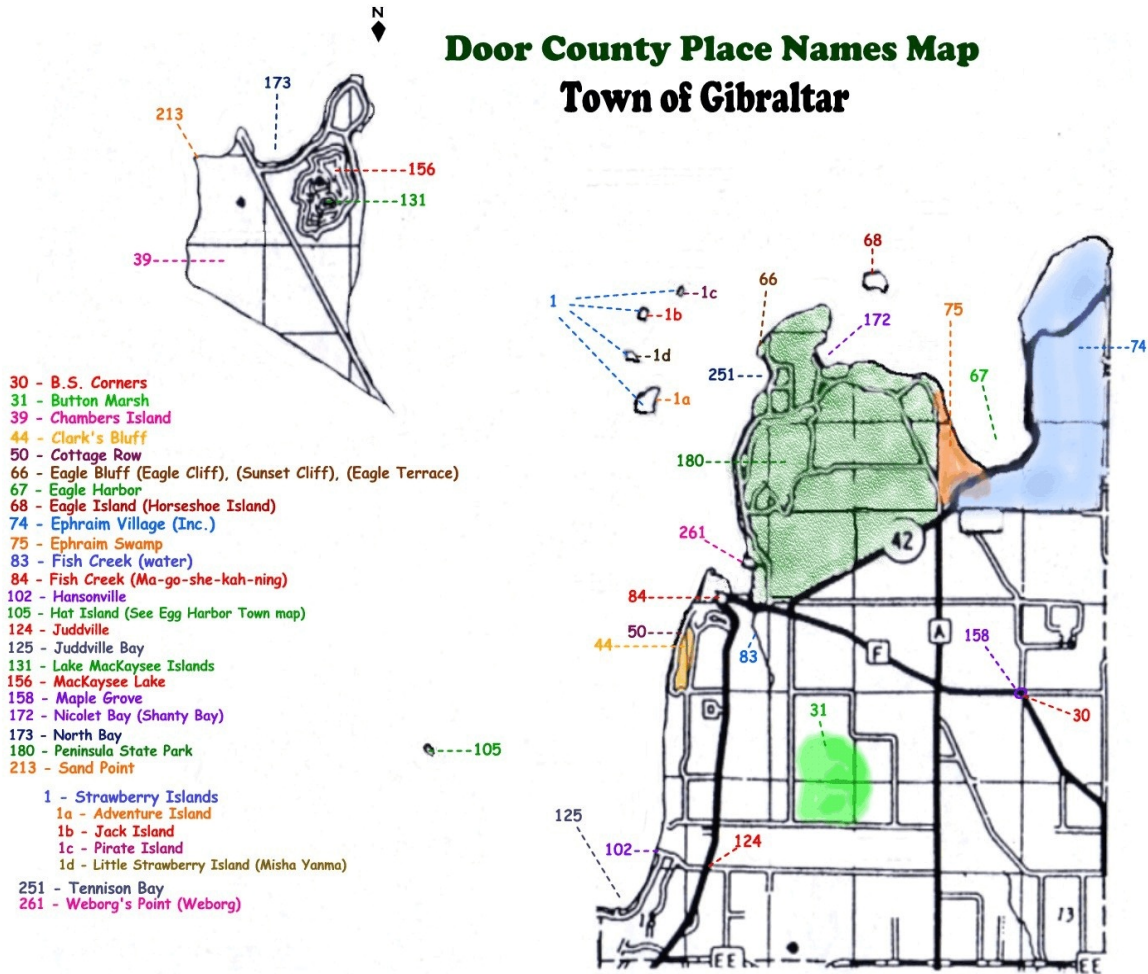 N
Door County Place Names Map
Town of Gibraltar
173
213
156
131
39
68
66
1
1c
1b
172
75
74
1d
251
67
1a
180
261
42
84
50
A
44
83
F
158
30
31
105
125
102
124
13
EE
EE
30 - B.S. Corners
31 - Button Marsh
39 - Chambers Island
44 - Clark's Bluff
50 - Cottage Row
66 - Eagle Bluff (Eagle Cliff), (Sunset Cliff), (Eagle Terrace)
67 - Eagle Harbor
68 - Eagle Island (Horseshoe Island)
74 - Ephraim Village (Inc.)
75 - Ephraim Swamp
83 - Fish Creek (water)
84 - Fish Creek (Ma-go-she-kah-ning)
102 - Hansonville
105 - Hat Island (See Egg Harbor Town map)
124 - Juddville
125 - Juddville Bay
131 - Lake MacKaysee Islands
156 - MacKaysee Lake
158 - Maple Grove
172 - Nicolet Bay (Shanty Bay)
173 - North Bay
180 - Peninsula State Park
213 - Sand Point
1 - Strawberry Islands
1a - Adventure Island
1b - Jack Island
1c - Pirate Island
1d - Little Strawberry Island (Misha Yanma)
251 - Tennison Bay
261 - Weborg's Point (Weborg)